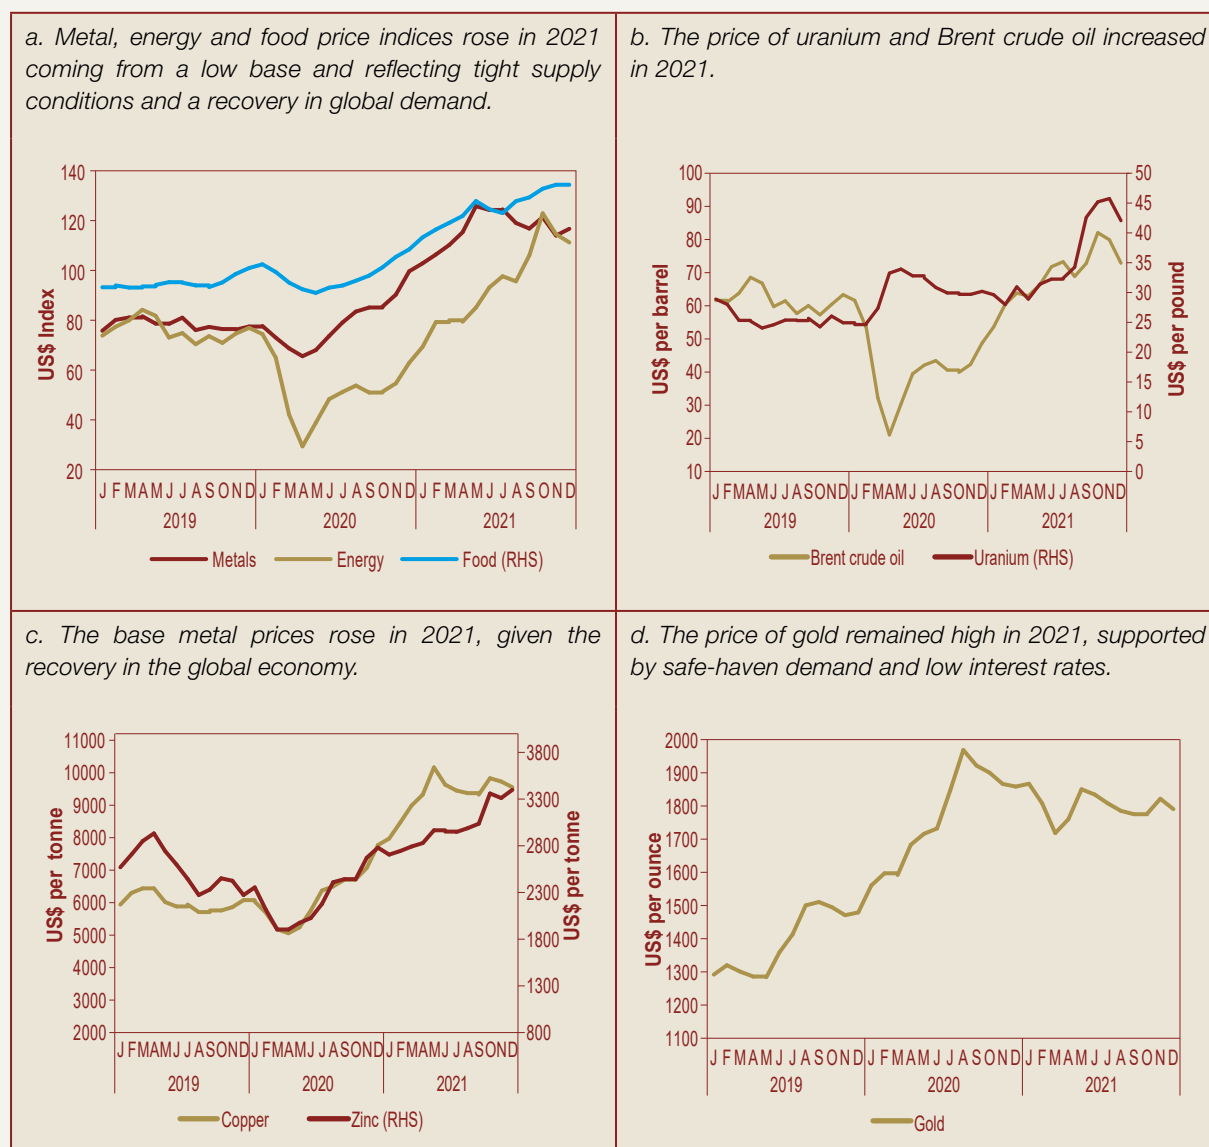 a. Metal, energy and food price indices rose in 2021
coming from a low base and reflecting tight supply
conditions and a recovery in global demand.
140
120
100
80
60
40
20
US$ Index
J F M A M J J A S O N D J F M A M J J A S O N D J F M A M J J A S O N D
2019 2020 2021
Metals Energy Food (RHS)
b. The price of uranium and Brent crude oil increased
in 2021.
100
90
80
70
60
50
40
30
20
10
US$ per barrel
50
45
40
35
30
25
20
15
10
5
0
US$ per pound
J F M A M J J A S O N D J F M A M J J A S O N D J F M A M J J A S O N D
2019 2020 2021
Brent crude oil Uranium (RHS)
c. The base metal prices rose in 2021, given the
recovery in the global economy.
11000
10000
9000
8000
7000
6000
5000
4000
3000
2000
US$ per tonne
3800
3300
2800
2300
1800
1300
800
US$ per tonne
J F M A M J J A S O N D J F M A M J J A S O N D J F M A M J J A S O N D
2019 2020 2021
Copper Zinc (RHS)
d. The price of gold remained high in 2021, supported
by safe-haven demand and low interest rates.
2000
1900
1800
1700
1600
1500
1400
1300
1200
1100
US$ per ounce
J F M A M J J A S O N D J F M A M J J A S O N D J F M A M J J A S O N D
2019 2020 2021
Gold